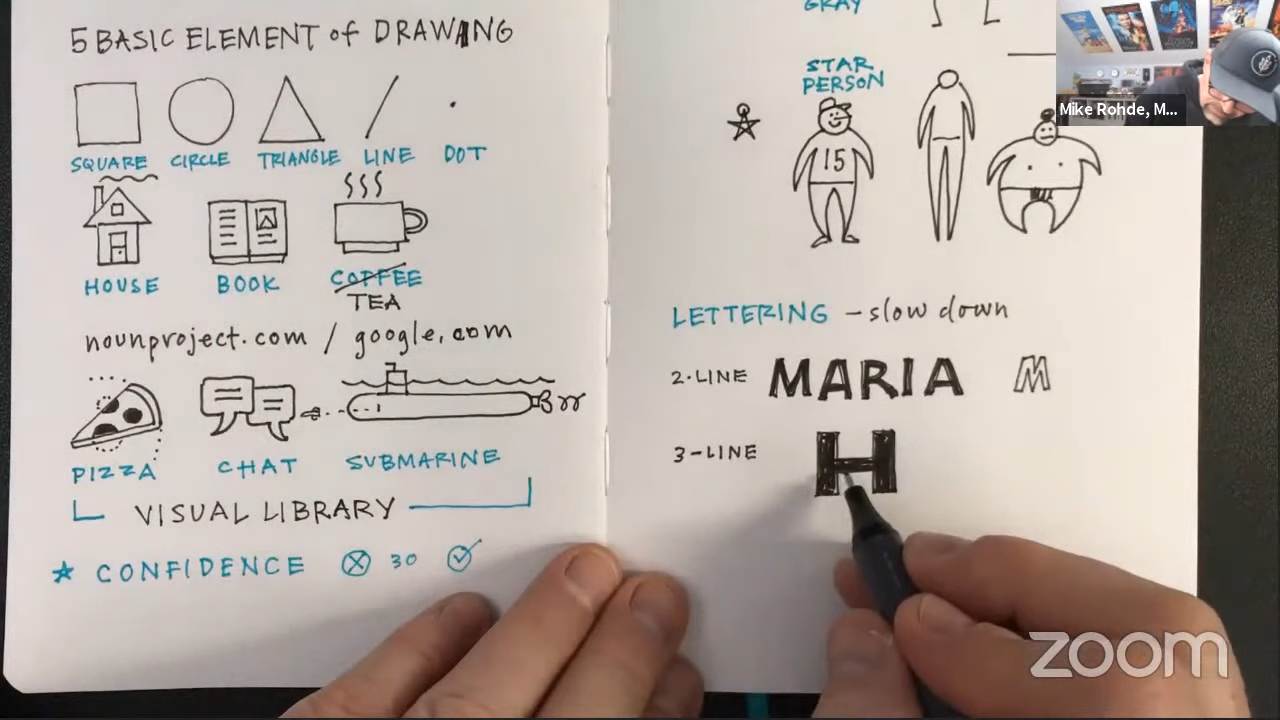 5 BASIC ELEMENT of DRAWING
SQUARE CIRCLE TRIANGLE LINE DOT
HOUSE BOOK COFFEE
TEA
nounproject.com / google.com
PIZZA CHAT SUBMARINE
VISUAL LIBRARY
CONFIDENCE 30
GRAY
STAR
PERSON
15
LETTERING - slow down
2-LINE MARIA M
3-LINE H
Mike Rohde, M...
zoom